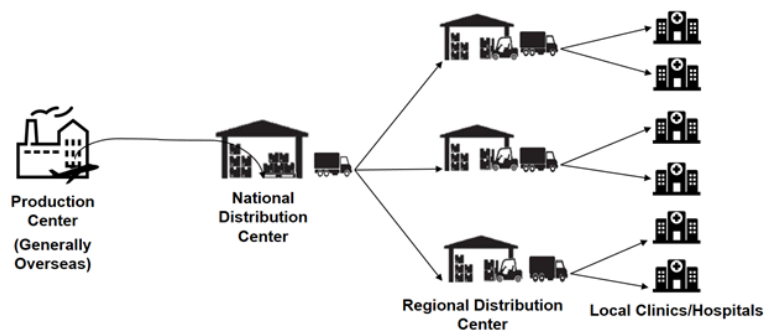 Production
Center
(Generally
Overseas)
National
Distribution
Center
Regional Distribution
Center
Local Clinics/Hospitals